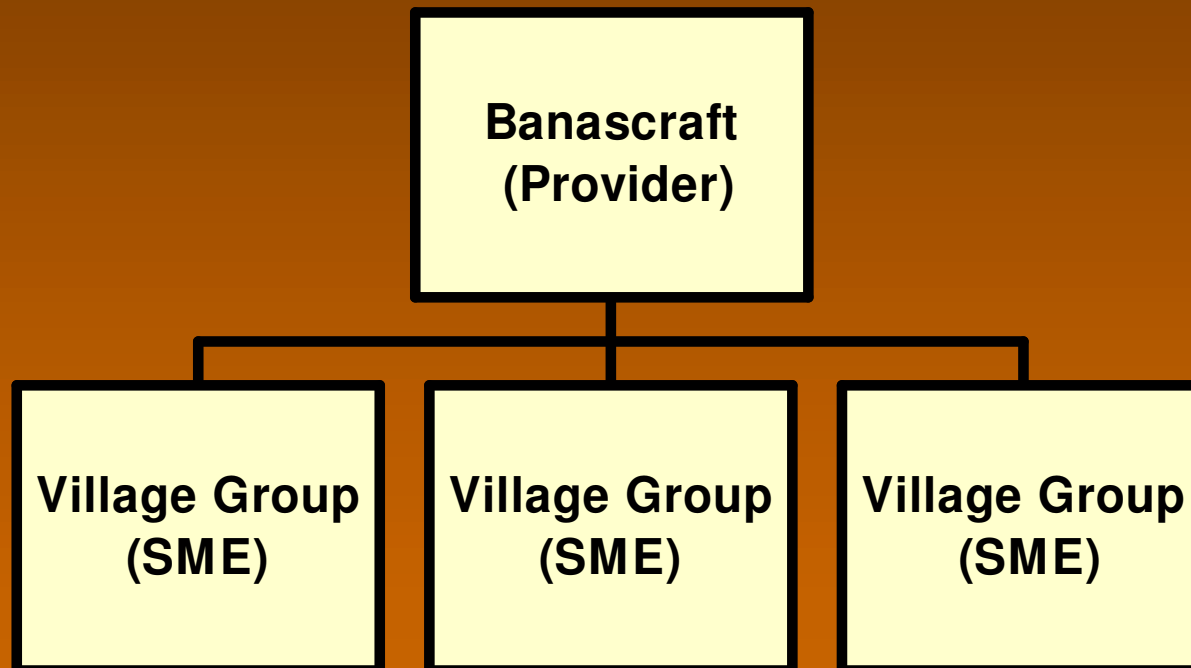 Banascraft
(Provider)
Village Group
(SME)
Village Group
(SME)
Village Group
(SME)